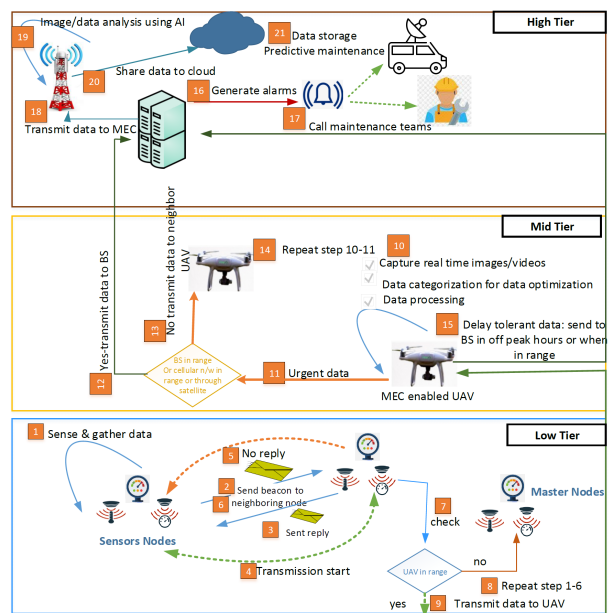 High Tier
19
Image/data analysis using AI
21
Data storage
Predictive maintenance
20
Share data to cloud
16
Generate alarms
18
Transmit data to MEC
17
Call maintenance teams
Mid Tier
12
Yes-transmit data to BS
13
No transmit data to neighbor
UAV
14
Repeat step 10-11
10
Capture real time images/videos
Data categorization for data optimization
Data processing
15
Delay tolerant data: send to
BS in off peak hours or when
in range
BS in range
Or cellular n/w in
range or through
satellite
11
Urgent data
MEC enabled UAV
Low Tier
1
Sense & gather data
5
No reply
2
Send beacon to
6
neighboring node
3
Sent reply
Sensors Nodes
4
Transmission start
7
check
Master Nodes
UAV in range
no
8
Repeat step 1-6
yes
9
Transmit data to UAV